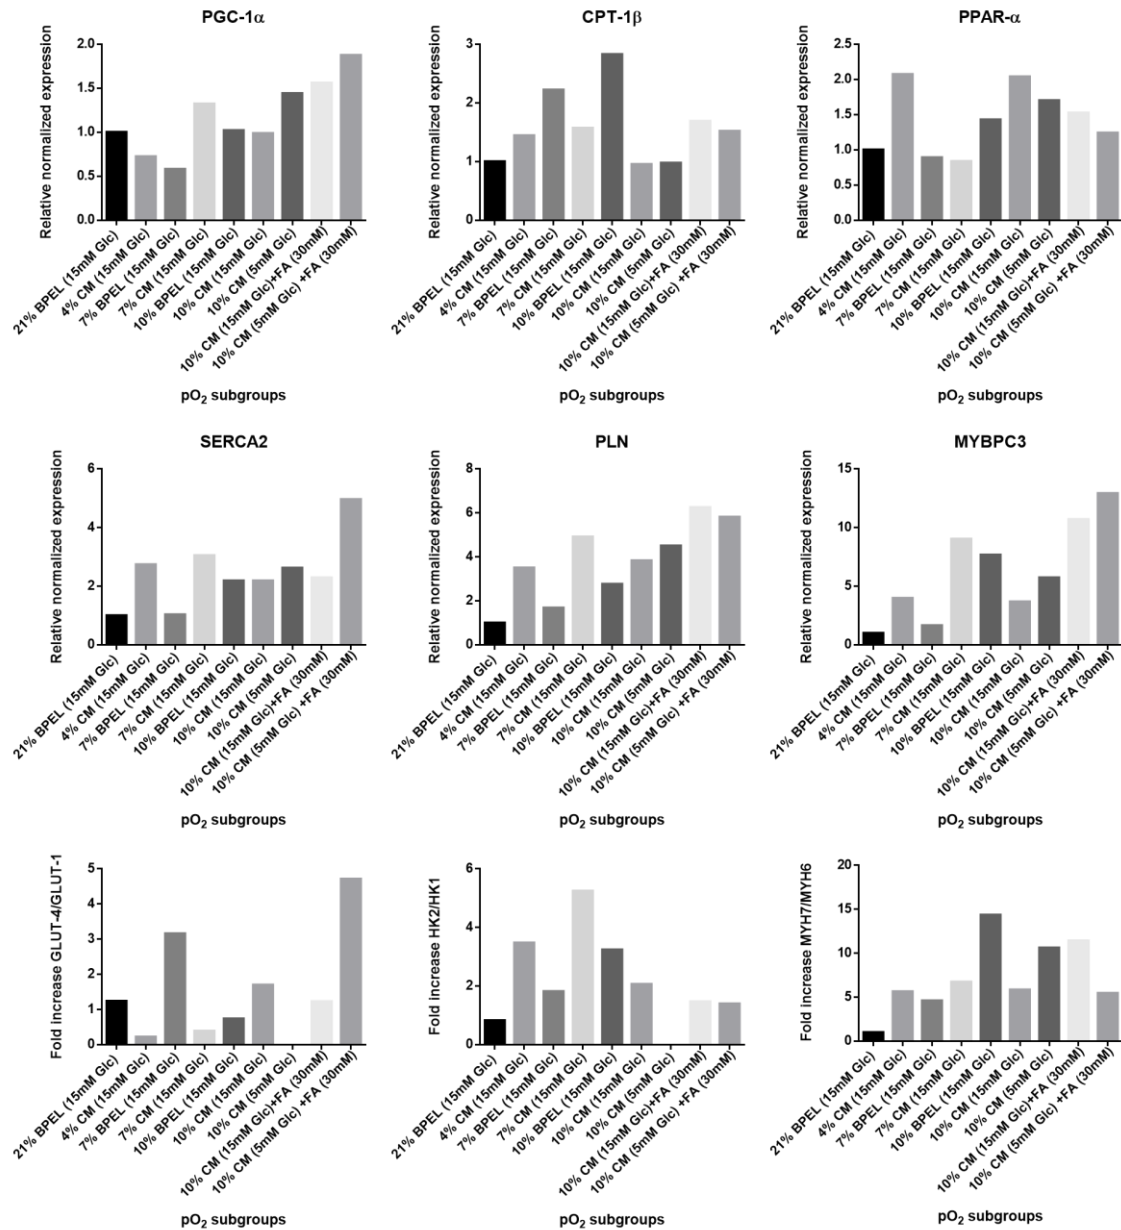 PGC-1α
Relative normalized expression
2.0
1.5
1.0
0.5
0.0
21% BPEL (15mM Glc)
4% CM (15mM Glc)
7% BPEL (15mM Glc)
7% CM (15mM Glc)
10% BPEL (15mM Glc)
10% CM (15mM Glc)
10% CM (5mM Glc)
10% CM (15mM Glc)+FA (30mM)
10% CM (5mM Glc) +FA (30mM)
pO2 subgroups
CPT-1β
Relative normalized expression
3
2
1
0
21% BPEL (15mM Glc)
4% CM (15mM Glc)
7% BPEL (15mM Glc)
7% CM (15mM Glc)
10% BPEL (15mM Glc)
10% CM (15mM Glc)
10% CM (5mM Glc)
10% CM (15mM Glc)+FA (30mM)
10% CM (5mM Glc) +FA (30mM)
pO2 subgroups
PPAR-α
Relative normalized expression
2.5
2.0
1.5
1.0
0.5
0.0
21% BPEL (15mM Glc)
4% CM (15mM Glc)
7% BPEL (15mM Glc)
7% CM (15mM Glc)
10% BPEL (15mM Glc)
10% CM (15mM Glc)
10% CM (5mM Glc)
10% CM (15mM Glc)+FA (30mM)
10% CM (5mM Glc) +FA (30mM)
pO2 subgroups
SERCA2
Relative normalized expression
6
4
2
0
21% BPEL (15mM Glc)
4% CM (15mM Glc)
7% BPEL (15mM Glc)
7% CM (15mM Glc)
10% BPEL (15mM Glc)
10% CM (15mM Glc)
10% CM (5mM Glc)
10% CM (15mM Glc)+FA (30mM)
10% CM (5mM Glc) +FA (30mM)
pO2 subgroups
PLN
Relative normalized expression
8
6
4
2
0
21% BPEL (15mM Glc)
4% CM (15mM Glc)
7% BPEL (15mM Glc)
7% CM (15mM Glc)
10% BPEL (15mM Glc)
10% CM (15mM Glc)
10% CM (5mM Glc)
10% CM (15mM Glc)+FA (30mM)
10% CM (5mM Glc) +FA (30mM)
pO2 subgroups
MYBPC3
Relative normalized expression
15
10
5
0
21% BPEL (15mM Glc)
4% CM (15mM Glc)
7% BPEL (15mM Glc)
7% CM (15mM Glc)
10% BPEL (15mM Glc)
10% CM (15mM Glc)
10% CM (5mM Glc)
10% CM (15mM Glc)+FA (30mM)
10% CM (5mM Glc) +FA (30mM)
pO2 subgroups
Fold increase GLUT-4/GLUT-1
5
4
3
2
1
0
21% BPEL (15mM Glc)
4% CM (15mM Glc)
7% BPEL (15mM Glc)
7% CM (15mM Glc)
10% BPEL (15mM Glc)
10% CM (15mM Glc)
10% CM (5mM Glc)
10% CM (15mM Glc)+FA (30mM)
10% CM (5mM Glc) +FA (30mM)
pO2 subgroups
Fold increase HK2/HK1
6
4
2
0
21% BPEL (15mM Glc)
4% CM (15mM Glc)
7% BPEL (15mM Glc)
7% CM (15mM Glc)
10% BPEL (15mM Glc)
10% CM (15mM Glc)
10% CM (5mM Glc)
10% CM (15mM Glc)+FA (30mM)
10% CM (5mM Glc) +FA (30mM)
pO2 subgroups
Fold increase MYH7/MYH6
20
15
10
5
0
21% BPEL (15mM Glc)
4% CM (15mM Glc)
7% BPEL (15mM Glc)
7% CM (15mM Glc)
10% BPEL (15mM Glc)
10% CM (15mM Glc)
10% CM (5mM Glc)
10% CM (15mM Glc)+FA (30mM)
10% CM (5mM Glc) +FA (30mM)
pO2 subgroups